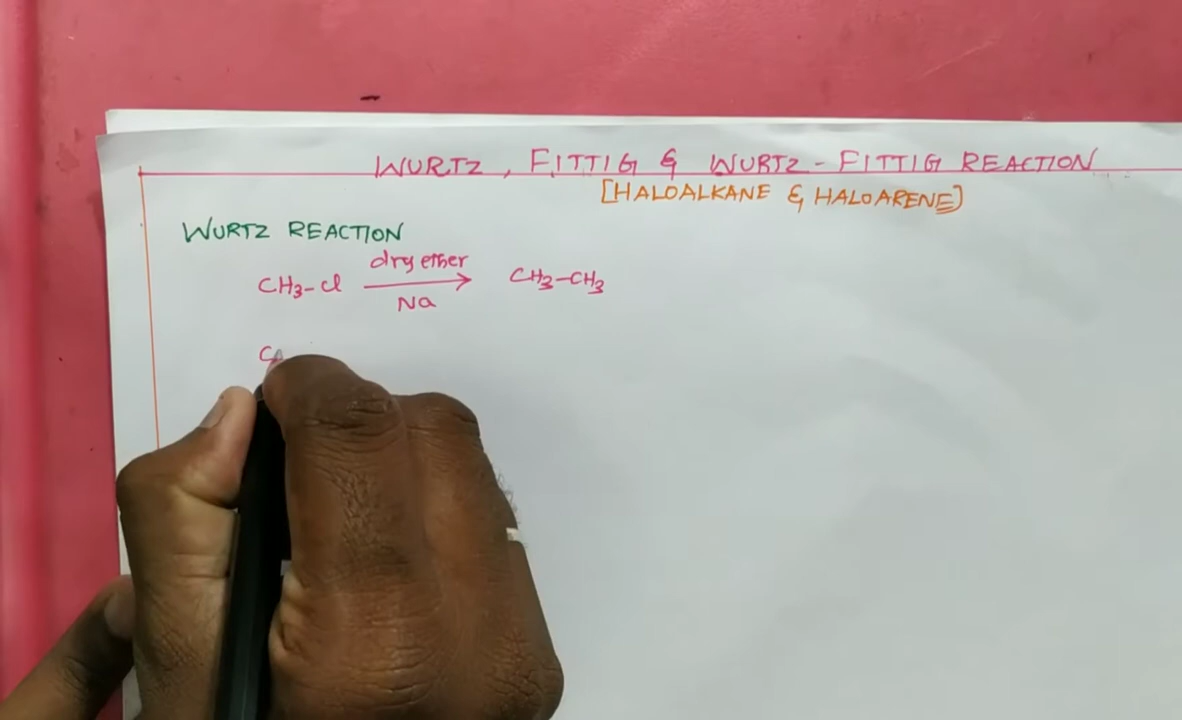 WURTZ, FITTIG & WURTZ-FITTIG REACTION
[HALOALKANE & HALOARENE]
WURTZ REACTION
dry ether
CH3-Cl → CH3-CH3
Na
C